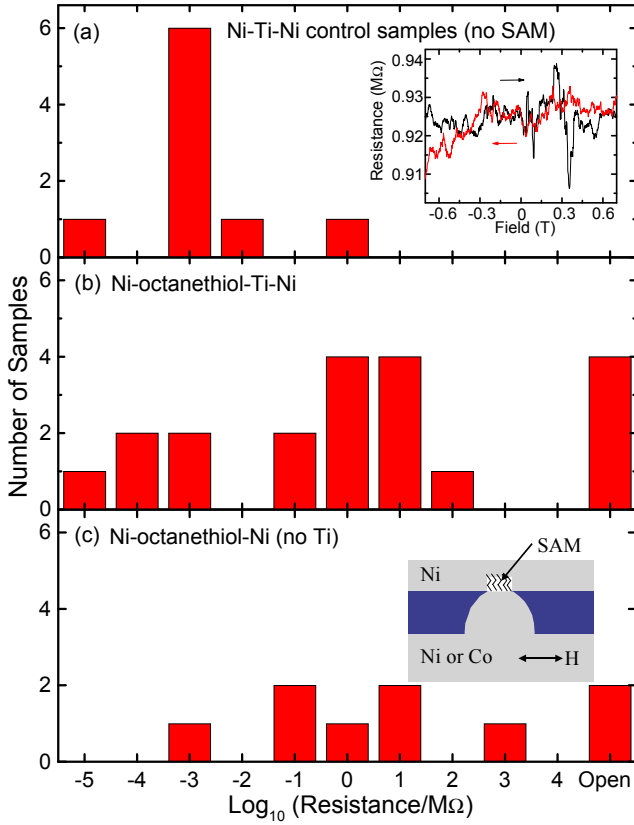 (a) Ni-Ti-Ni control samples (no SAM)
6
4
2
0
Resistance (MΩ)
0.94
0.93
0.92
0.91
-0.6 -0.3 0 0.3 0.6
Field (T)
(b) Ni-octanethiol-Ti-Ni
6
4
2
0
Number of Samples
(c) Ni-octanethiol-Ni (no Ti)
6
4
2
0
SAM
Ni
Ni or Co
H
-5 -4 -3 -2 -1 0 1 2 3 4 Open
Log10 (Resistance/MΩ)